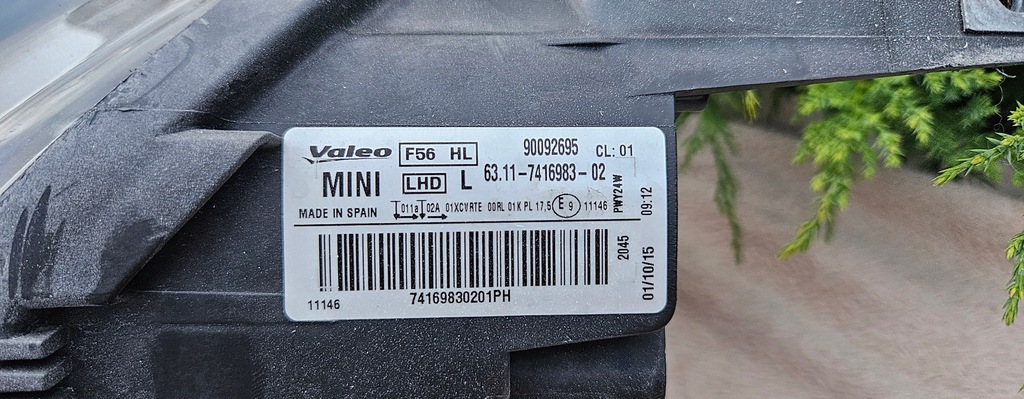 Valeo F56 HL 90092695 CL: 01
MINI LHD L 63.11-7416983-02
MADE IN SPAIN 011a 02A 01XCVRTE 00RL 01K PL 17,5 E 9 11146
PWY24W
09:12
2045
01/10/15
11146 74169830201PH